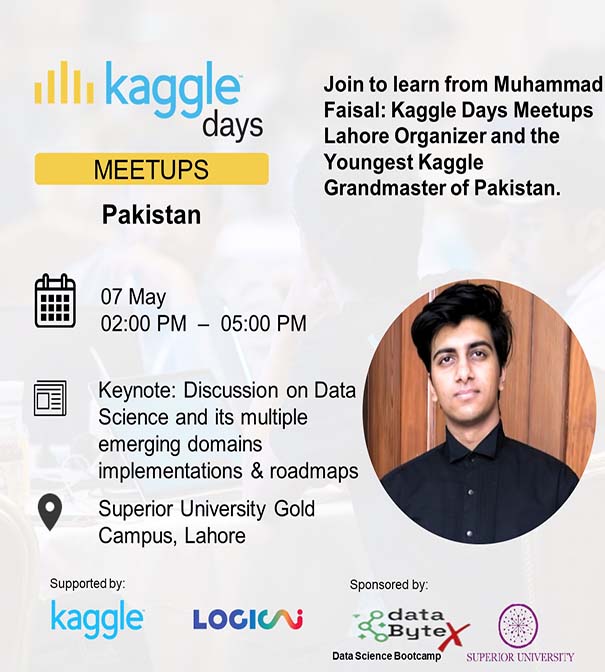 kaggle
days
MEETUPS
Pakistan
Join to learn from Muhammad
Faisal: Kaggle Days Meetups
Lahore Organizer and the
Youngest Kaggle
Grandmaster of Pakistan.
07 May
02:00 PM – 05:00 PM
Keynote: Discussion on Data
Science and its multiple
emerging domains
implementations & roadmaps
Superior University Gold
Campus, Lahore
Supported by:
kaggle
LOGICAI
Sponsored by:
data
ByteX
Data Science Bootcamp
SUPERIOR UNIVERSITY